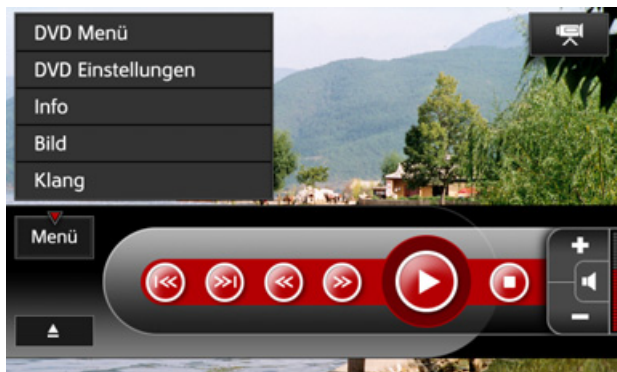 DVD Menü
DVD Einstellungen
Info
Bild
Klang
Menü